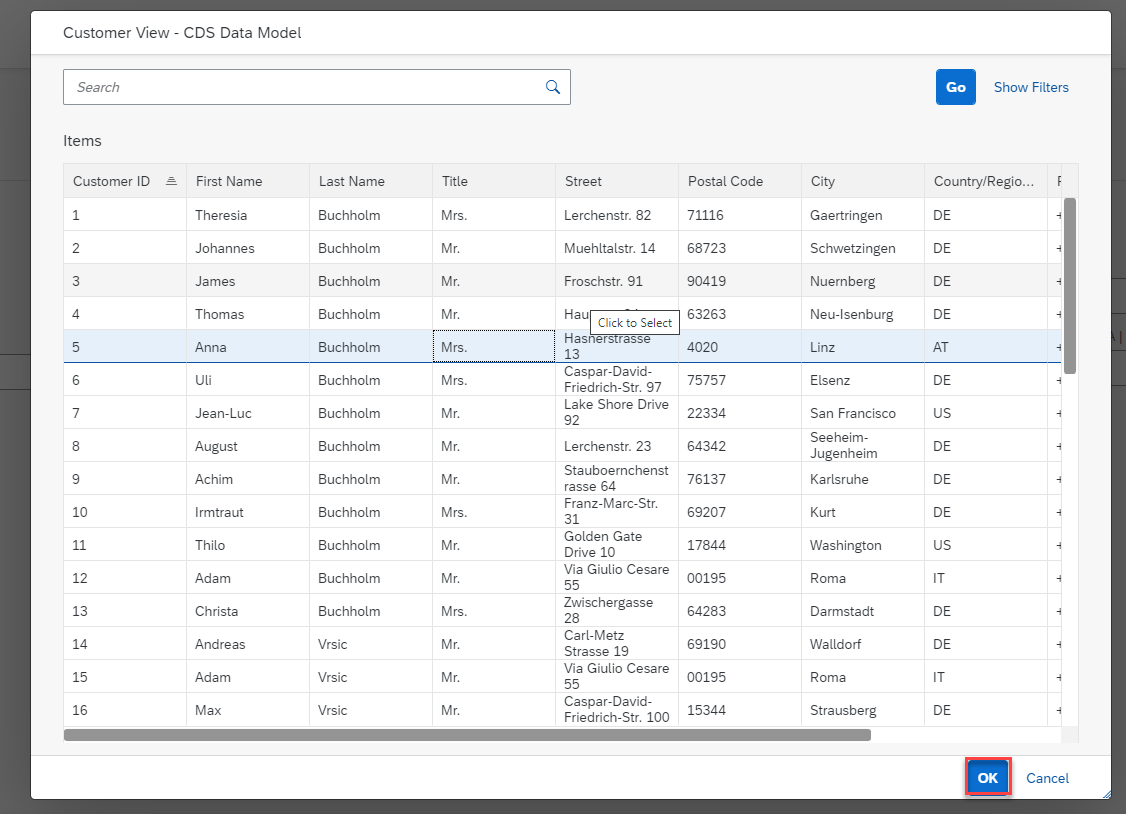 Customer View - CDS Data Model
Search
Go
Show Filters
Items
Customer ID First Name Last Name Title Street Postal Code City Country/Regio...
1 Theresia Buchholm Mrs. Lerchenstr. 82 71116 Gaertringen DE +
2 Johannes Buchholm Mr. Muehltalstr. 14 68723 Schwetzingen DE +
3 James Buchholm Mr. Froschstr. 91 90419 Nuernberg DE +
4 Thomas Buchholm Mr. 63263 Neu-Isenburg DE +
Click to Select
5 Anna Buchholm Mrs. Hasnerstrasse
13 4020 Linz AT +
6 Uli Buchholm Mrs. Caspar-David-
Friedrich-Str. 97 75757 Elsenz DE +
7 Jean-Luc Buchholm Mr. Lake Shore Drive
92 22334 San Francisco US +
8 August Buchholm Mr. Lerchenstr. 23 64342 Seeheim-
Jugenheim DE +
9 Achim Buchholm Mr. Stauboernchenst
rasse 64 76137 Karlsruhe DE +
10 Irmtraut Buchholm Mrs. Franz-Marc-Str.
31 69207 Kurt DE +
11 Thilo Buchholm Mr. Golden Gate
Drive 10 17844 Washington US +
12 Adam Buchholm Mr. Via Giulio Cesare
55 00195 Roma IT +
13 Christa Buchholm Mrs. Zwischergasse
28 64283 Darmstadt DE +
14 Andreas Vrsic Mr. Carl-Metz
Strasse 19 69190 Walldorf DE +
15 Adam Vrsic Mr. Via Giulio Cesare
55 00195 Roma IT +
16 Max Vrsic Mr. Caspar-David-
Friedrich-Str. 100 15344 Strausberg DE +
OK
Cancel